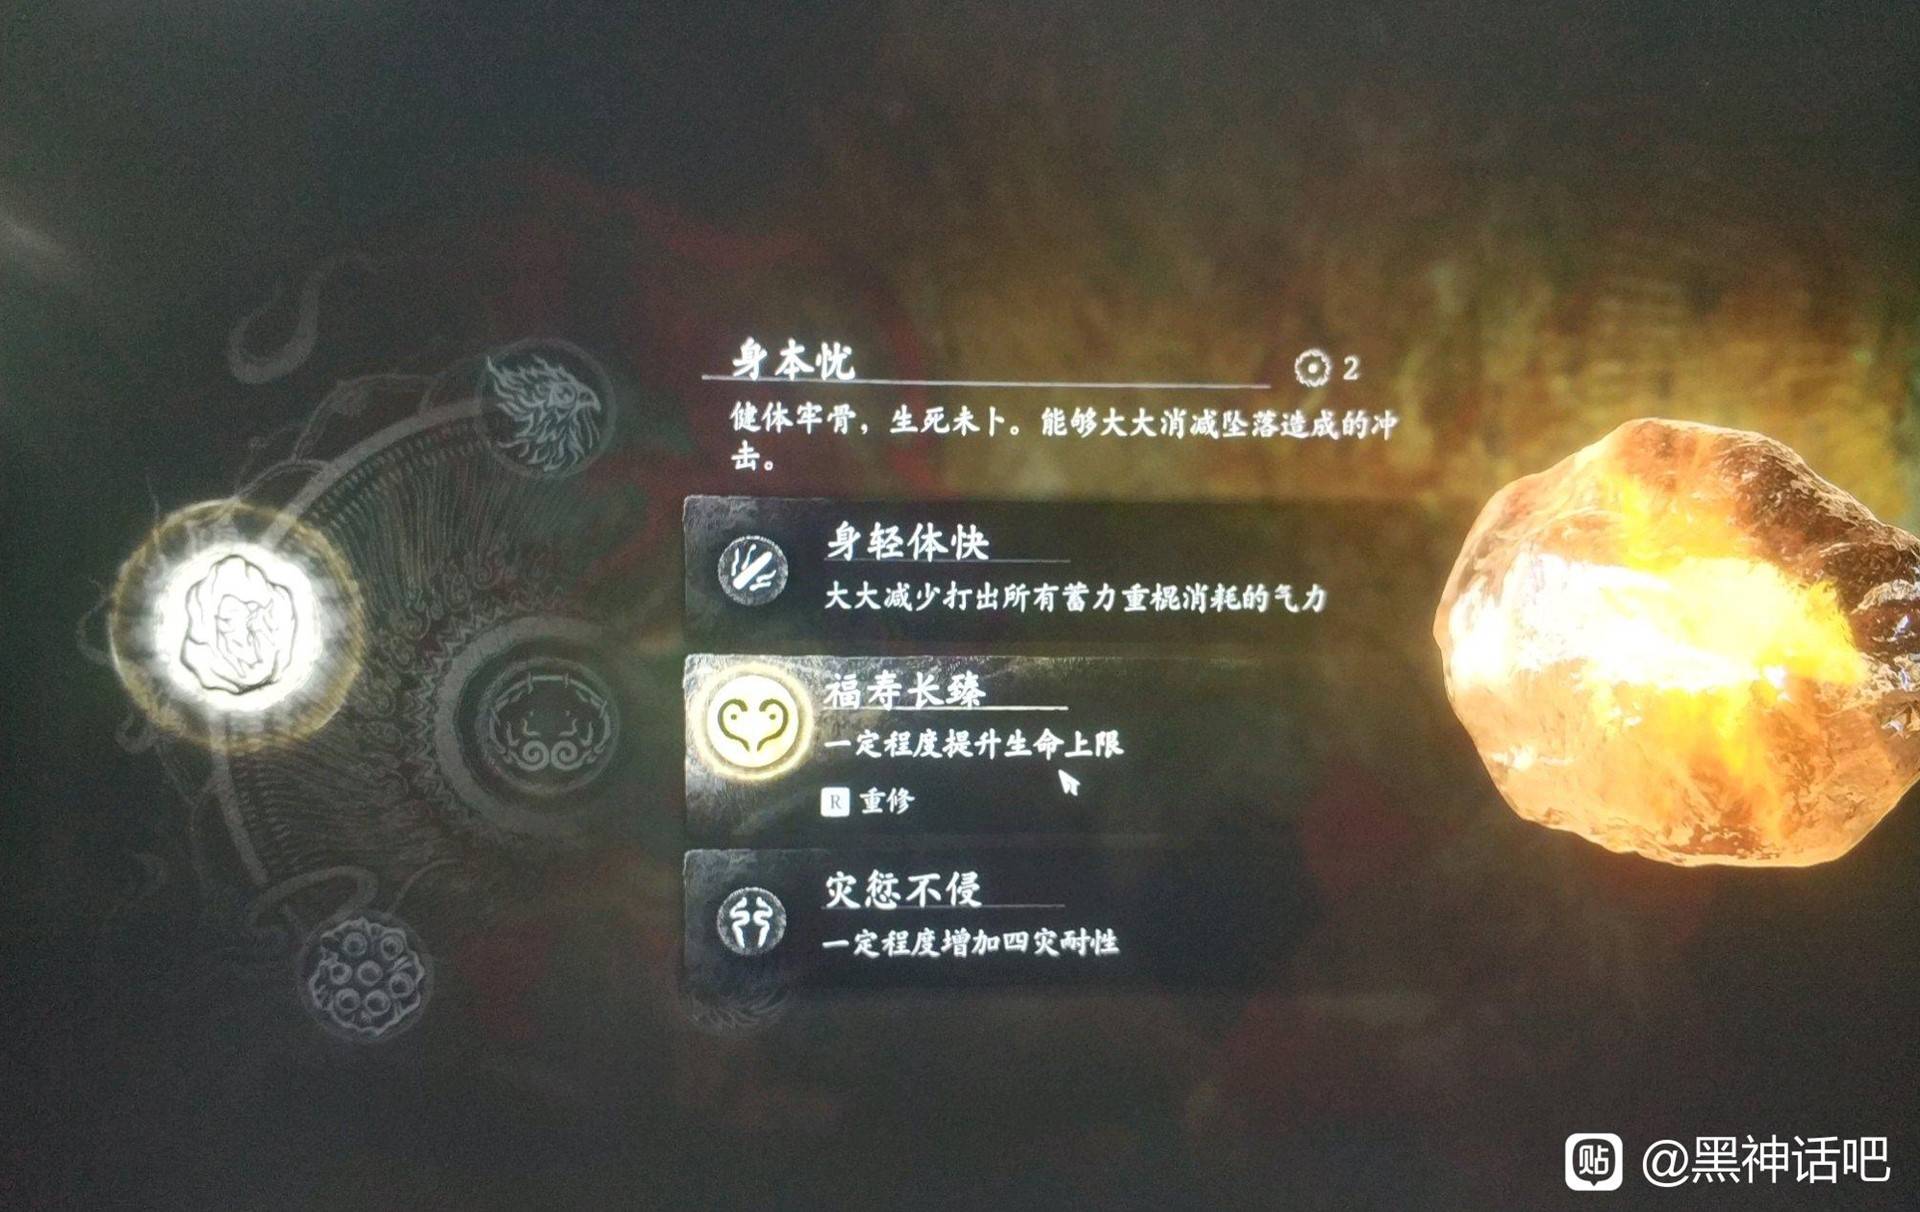 身本忧
2
健体牢骨，生死未卜。能够大大消减坠落造成的冲
击。
身轻体快
大大减少打出所有蓄力重棍消耗的气力
福寿长臻
一定程度提升生命上限
R 重修
灾愆不侵
一定程度增加四灾耐性
贴 @黑神话吧